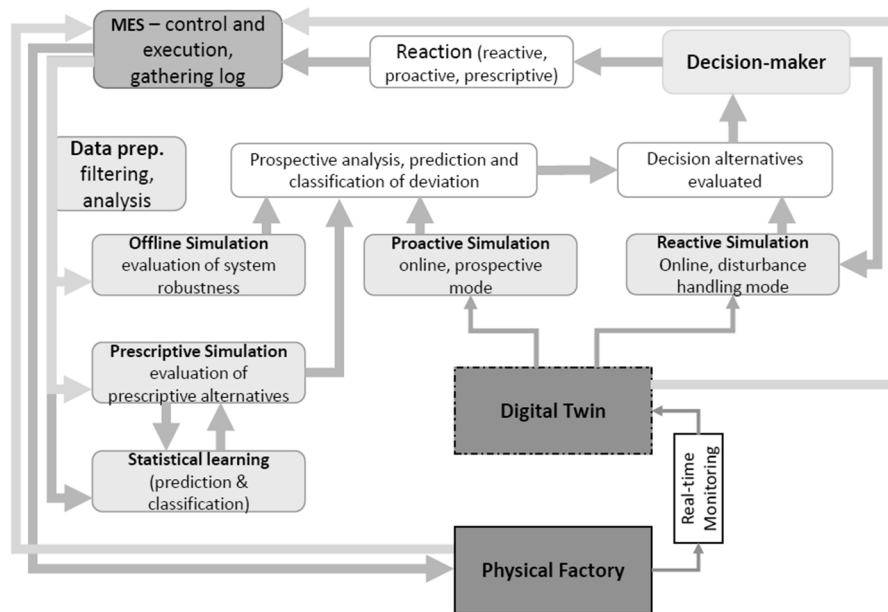 MES – control and
execution,
gathering log
Reaction (reactive,
proactive, prescriptive)
Decision-maker
Data prep.
filtering,
analysis
Prospective analysis, prediction and
classification of deviation
Decision alternatives
evaluated
Offline Simulation
evaluation of system
robustness
Proactive Simulation
online, prospective
mode
Reactive Simulation
Online, disturbance
handling mode
Prescriptive Simulation
evaluation of
prescriptive alternatives
Digital Twin
Statistical learning
(prediction &
classification)
Real-time
Monitoring
Physical Factory